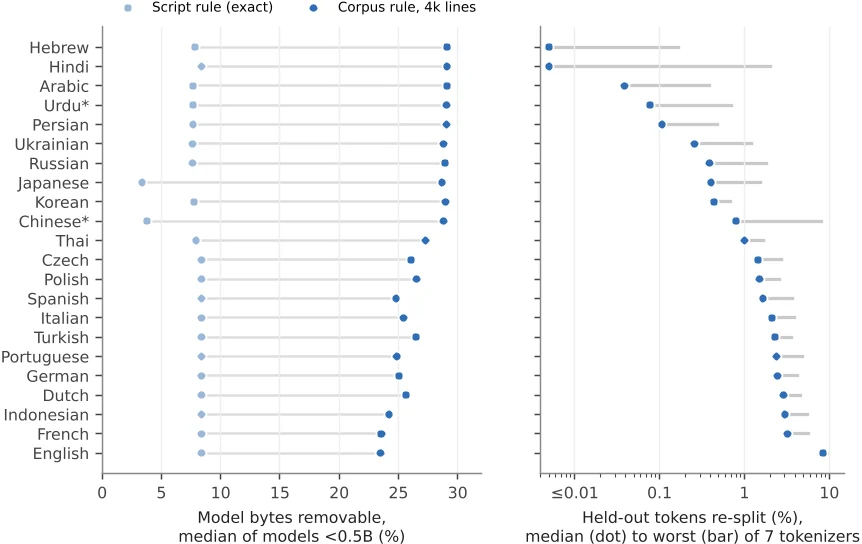 Script rule (exact) Corpus rule, 4k lines
Hebrew
Hindi
Arabic
Urdu*
Persian
Ukrainian
Russian
Japanese
Korean
Chinese*
Thai
Czech
Polish
Spanish
Italian
Turkish
Portuguese
German
Dutch
Indonesian
French
English
0 5 10 15 20 25 30
Model bytes removable,
median of models <0.5B (%)
≤0.01 0.1 1 10
Held-out tokens re-split (%),
median (dot) to worst (bar) of 7 tokenizers